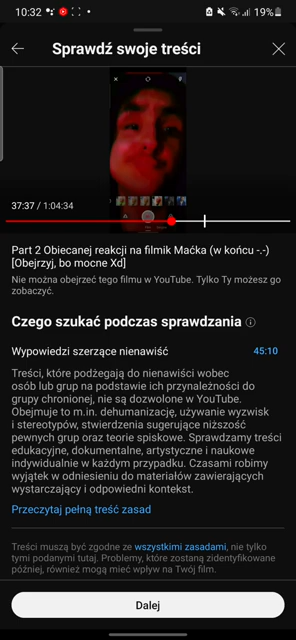 10:32
19%
Sprawdź swoje treści
37:37 / 1:04:34
Part 2 Obiecanej reakcji na filmik Maćka (w końcu -.-)
[Obejrzyj, bo mocne Xd]
Nie można obejrzeć tego filmu w YouTube. Tylko Ty możesz go
zobaczyć.
Czego szukać podczas sprawdzania
Wypowiedzi szerzące nienawiść 45:10
Treści, które podżegają do nienawiści wobec
osób lub grup na podstawie ich przynależności do
grupy chronionej, nie są dozwolone w YouTube.
Obejmuje to m.in. dehumanizację, używanie wyzwisk
i stereotypów, stwierdzenia sugerujące niższość
pewnych grup oraz teorie spiskowe. Sprawdzamy treści
edukacyjne, dokumentalne, artystyczne i naukowe
indywidualnie w każdym przypadku. Czasami robimy
wyjątek w odniesieniu do materiałów zawierających
wystarczający i odpowiedni kontekst.
Przeczytaj pełną treść zasad
Treści muszą być zgodne ze wszystkimi zasadami, nie tylko
tymi podanymi tutaj. Problemy, które zostaną zidentyfikowane
później, również mogą mieć wpływ na Twój film.
Dalej